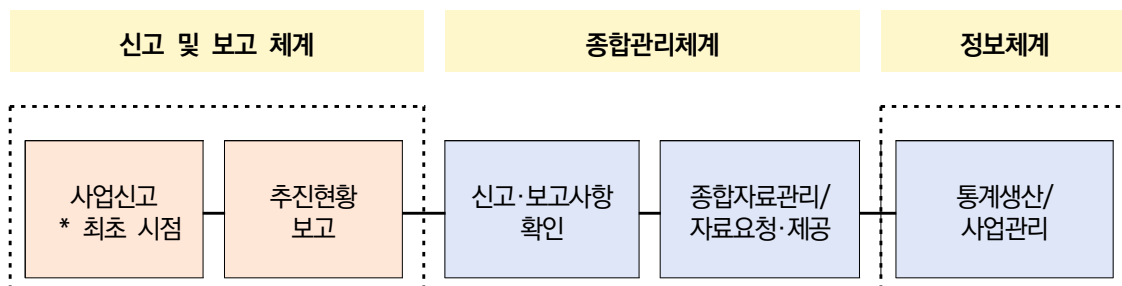 신고 및 보고 체계
종합관리체계
정보체계
사업신고
* 최초 시점
추진현황
보고
신고·보고사항
확인
종합자료관리/
자료요청·제공
통계생산/
사업관리